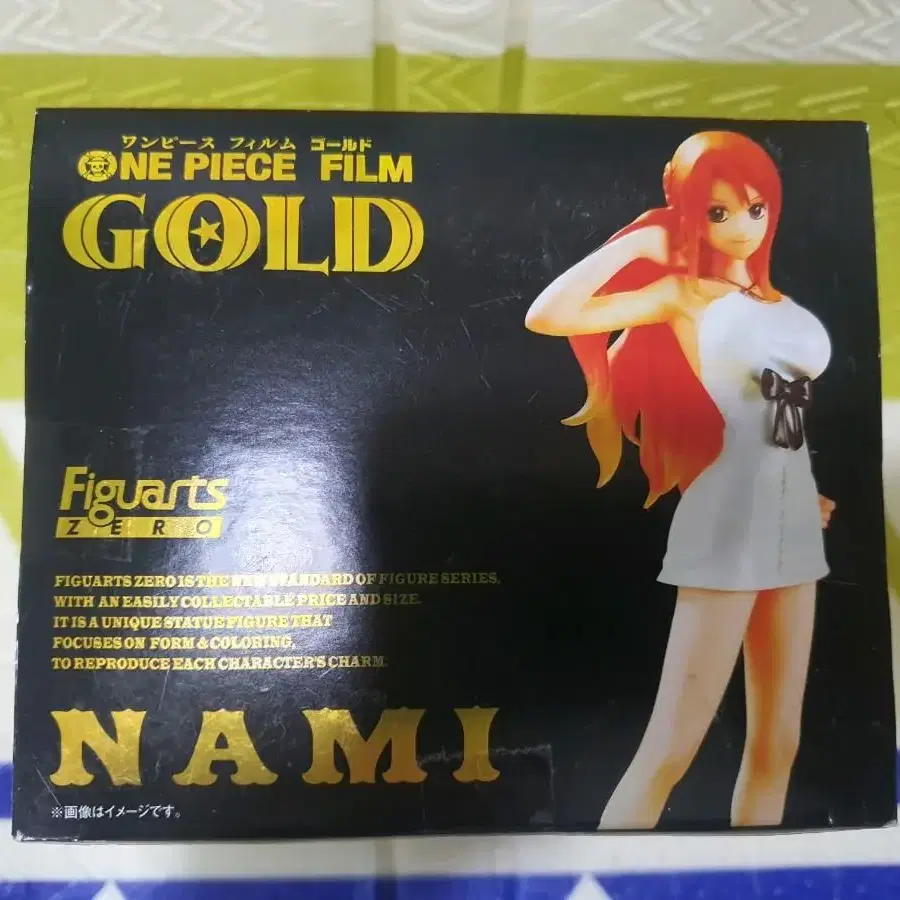 ワンピース フィルム ゴールド
ONE PIECE FILM
GOLD
Figuarts
ZERO
FIGUARTS ZERO IS THE NEW STANDARD OF FIGURE SERIES,
WITH AN EASILY COLLECTABLE PRICE AND SIZE.
IT IS A UNIQUE STATUE FIGURE THAT
FOCUSES ON FORM & COLORING,
TO REPRODUCE EACH CHARACTER'S CHARM.
NAMI
※画像はイメージです。